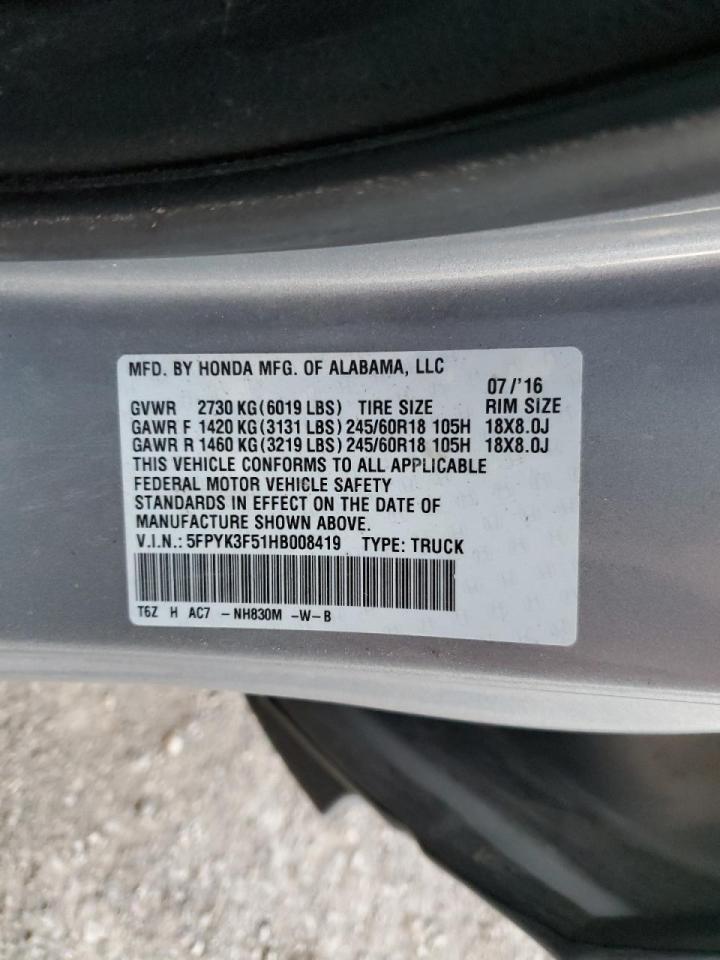 MFD. BY HONDA MFG. OF ALABAMA, LLC
07/'16
GVWR 2730 KG(6019 LBS) TIRE SIZE RIM SIZE
GAWR F 1420 KG(3131 LBS) 245/60R18 105H 18X8.0J
GAWR R 1460 KG(3219 LBS) 245/60R18 105H 18X8.0J
THIS VEHICLE CONFORMS TO ALL APPLICABLE
FEDERAL MOTOR VEHICLE SAFETY
STANDARDS IN EFFECT ON THE DATE OF
MANUFACTURE SHOWN ABOVE.
V.I.N.: 5FPYK3F51HB008419 TYPE: TRUCK
T6Z H AC7 -NH830M -W-B